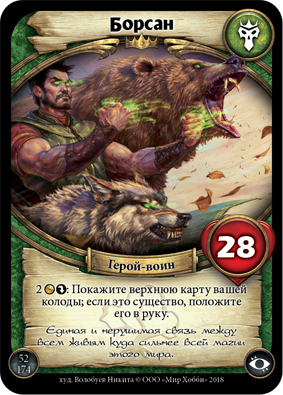 Борсан
Герой-воин
28
2 : Покажите верхнюю карту вашей
колоды; если это существо, положите
его в руку.
Единая и нерушимая связь между
всем живым куда сильнее всей магии
этого мира.
52
174
худ. Волобуев Никита © ООО «Мир Хобби» 2018